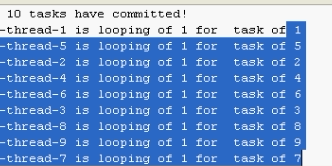 10 tasks have committed!
-thread-1 is looping of 1 for  task of 1
-thread-5 is looping of 1 for  task of 5
-thread-2 is looping of 1 for  task of 2
-thread-4 is looping of 1 for  task of 4
-thread-6 is looping of 1 for  task of 6
-thread-3 is looping of 1 for  task of 3
-thread-8 is looping of 1 for  task of 8
-thread-9 is looping of 1 for  task of 9
-thread-7 is looping of 1 for  task of 7